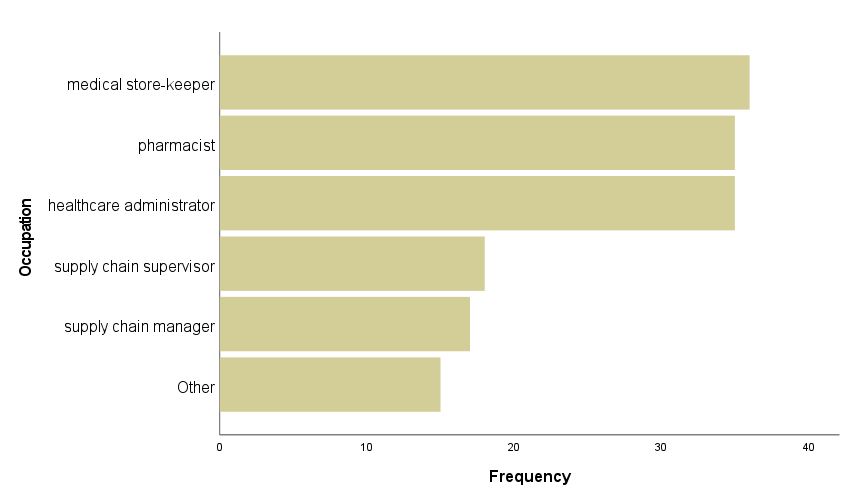 medical store-keeper
pharmacist
healthcare administrator
supply chain supervisor
supply chain manager
Other
Occupation
0 10 20 30 40
Frequency